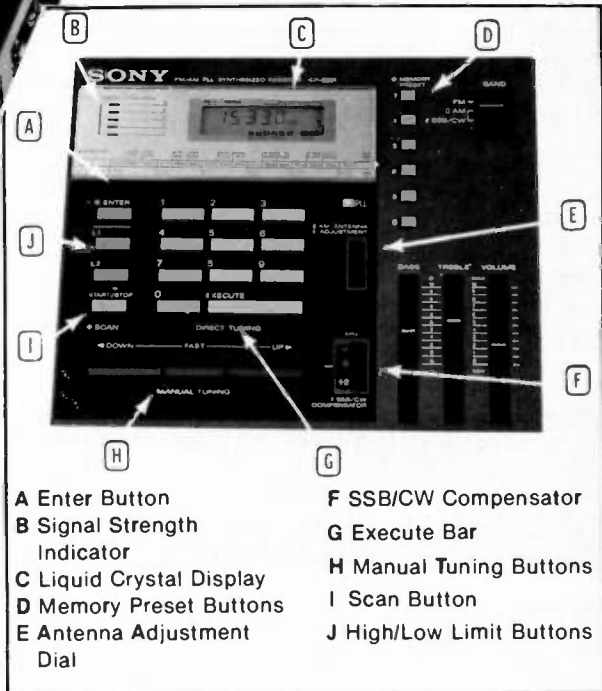 B
C
D
SONY FM-AM PLL SYNTHESIZED
MEMORY
PRESET
BAND
FM
AM
SSB/CW
15.330
A
ENTER
1 2 3
PLL
AM ANTENNA
ADJUSTMENT
E
J
4 5 6
L2
7 8 9
BASS TREBLE VOLUME
START/STOP
0 EXECUTE
SCAN
DIRECT TUNING
I
DOWN FAST UP
MANUAL TUNING
SSB/CW
COMPENSATOR
F
H
G
A Enter Button
B Signal Strength
Indicator
C Liquid Crystal Display
D Memory Preset Buttons
E Antenna Adjustment
Dial
F SSB/CW Compensator
G Execute Bar
H Manual Tuning Buttons
I Scan Button
J High/Low Limit Buttons